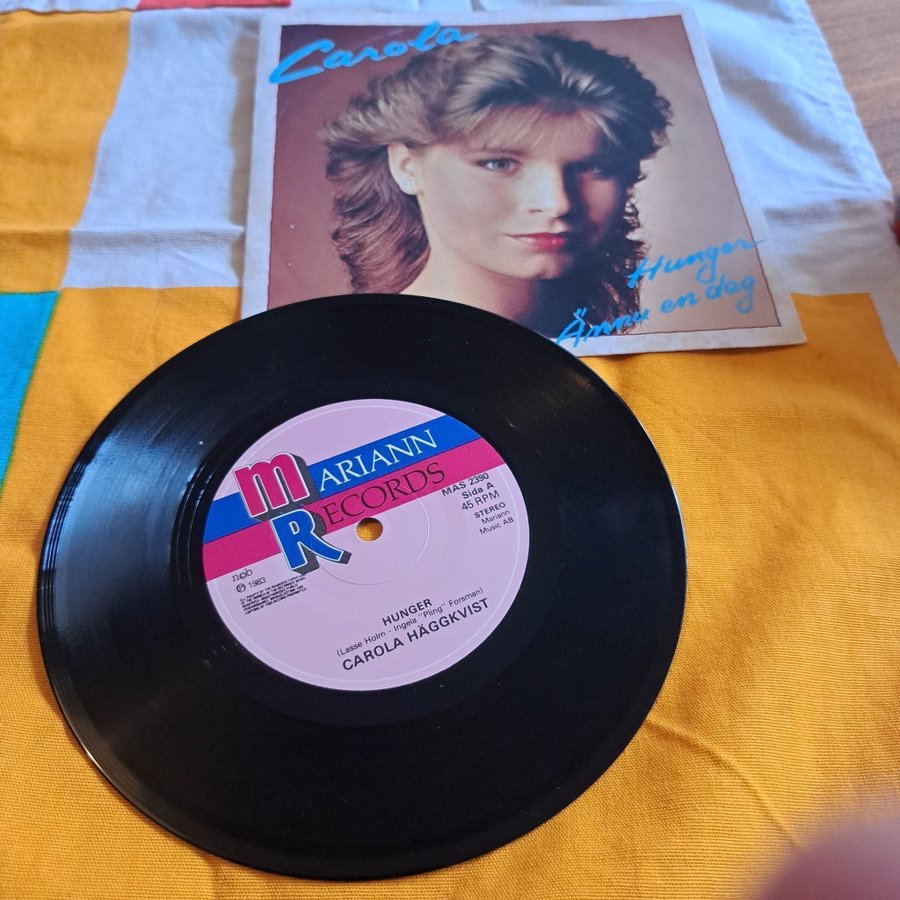 Carola
Hunger
Ännu en dag
MARIANN
RECORDS
MAS 2390
Sida A
45 RPM
STEREO
Mariann
Music AB
n©b
℗ 1983
HUNGER
(Lasse Holm - Ingela "Pling" Forsman)
CAROLA HÄGGKVIST